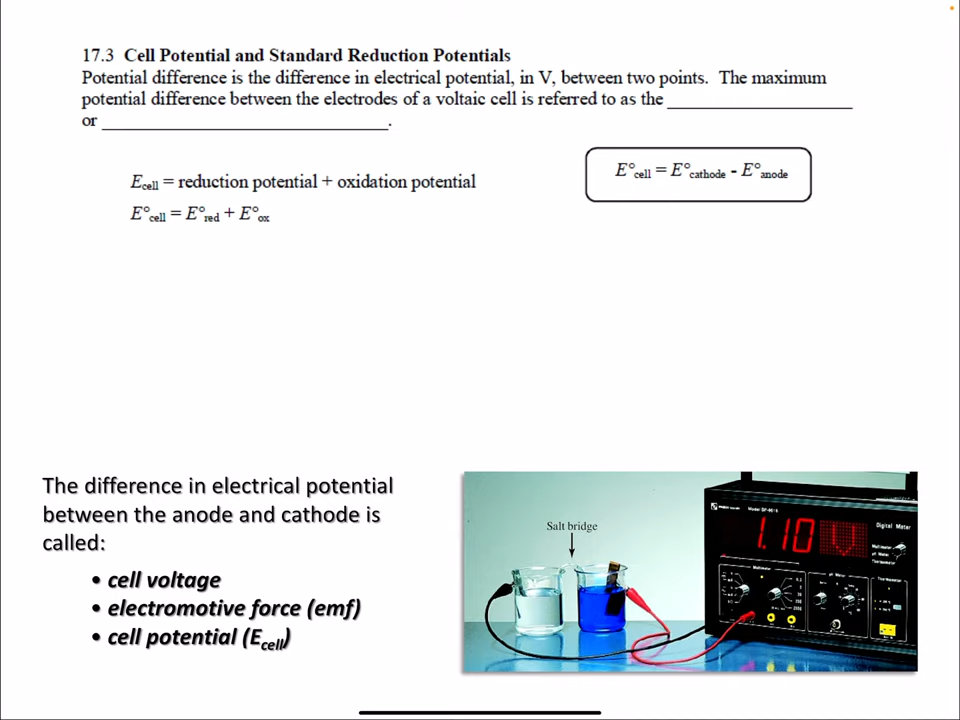 17.3 Cell Potential and Standard Reduction Potentials
Potential difference is the difference in electrical potential, in V, between two points. The maximum
potential difference between the electrodes of a voltaic cell is referred to as the ____________________
or ______________________________.
E°cell = E°cathode - E°anode
Ecell = reduction potential + oxidation potential
E°cell = E°red + E°ox
The difference in electrical potential
between the anode and cathode is
called:
• cell voltage
• electromotive force (emf)
• cell potential (Ecell)
Salt bridge
1.10 V
Digital Meter